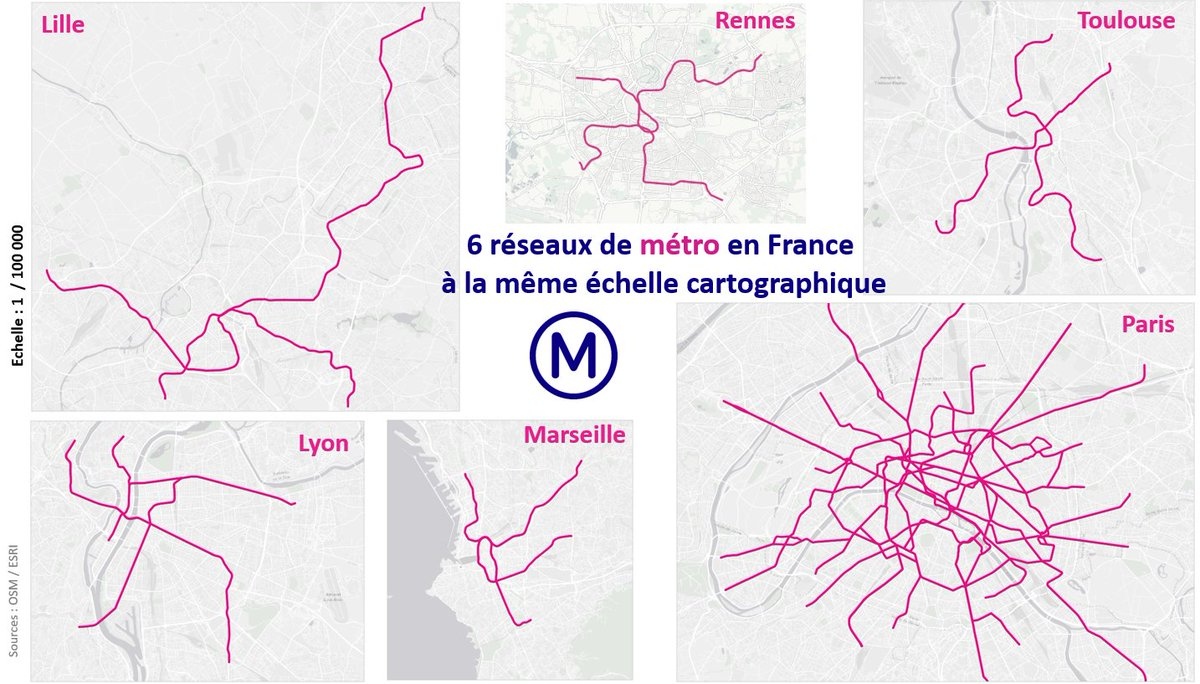 Lille
Rennes
Toulouse
6 réseaux de métro en France
à la même échelle cartographique
M
Echelle : 1 / 100 000
Paris
Lyon
Marseille
Sources : OSM / ESRI